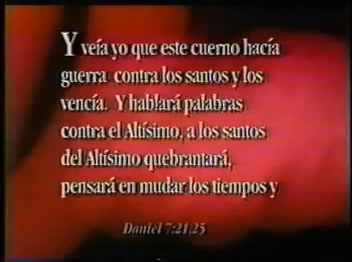 Y veía yo que este cuerno hacía
guerra contra los santos y los
vencía. Y hablará palabras
contra el Altísimo, a los santos
del Altísimo quebrantará,
pensará en mudar los tiempos y
Daniel 7:21,25